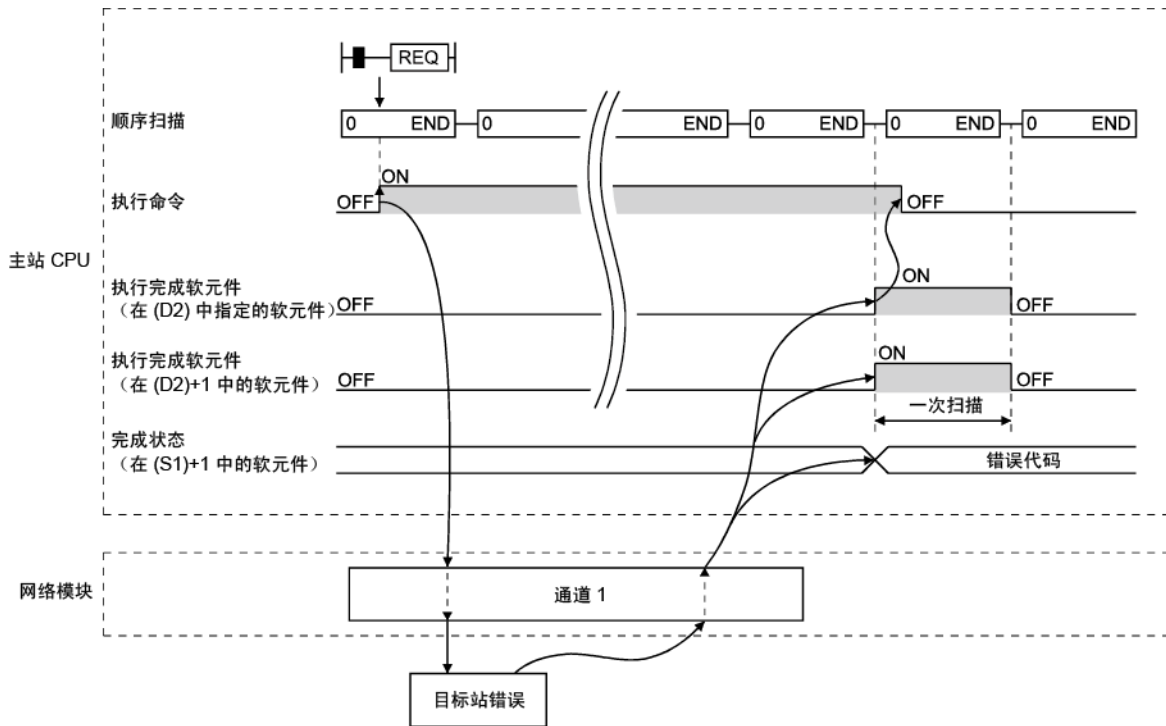 REQ
顺序扫描
0 END 0 END 0 END 0 END 0 END
ON
执行命令
OFF
OFF
主站 CPU
执行完成软元件
（在 (D2) 中指定的软元件）
OFF
ON
OFF
执行完成软元件
（在 (D2)+1 中的软元件）
OFF
ON
OFF
一次扫描
完成状态
（在 (S1)+1 中的软元件）
错误代码
网络模块
通道 1
目标站错误